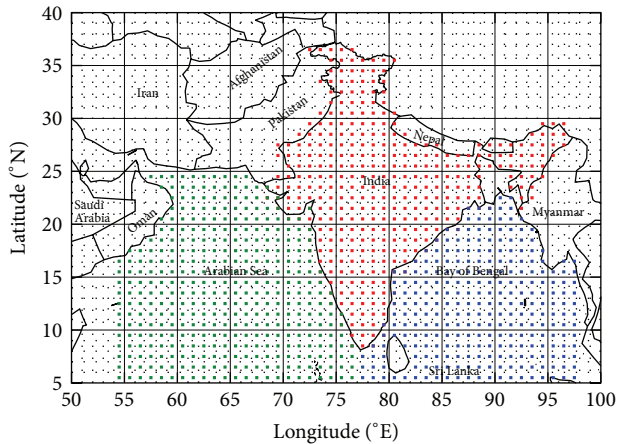 40
35
30
25
20
15
10
5
Latitude (°N)
Iran
Afghanistan
Pakistan
Nepal
India
Saudi
Arabia
Oman
Myanmar
Arabian Sea
Bay of Bengal
Sri Lanka
50 55 60 65 70 75 80 85 90 95 100
Longitude (°E)